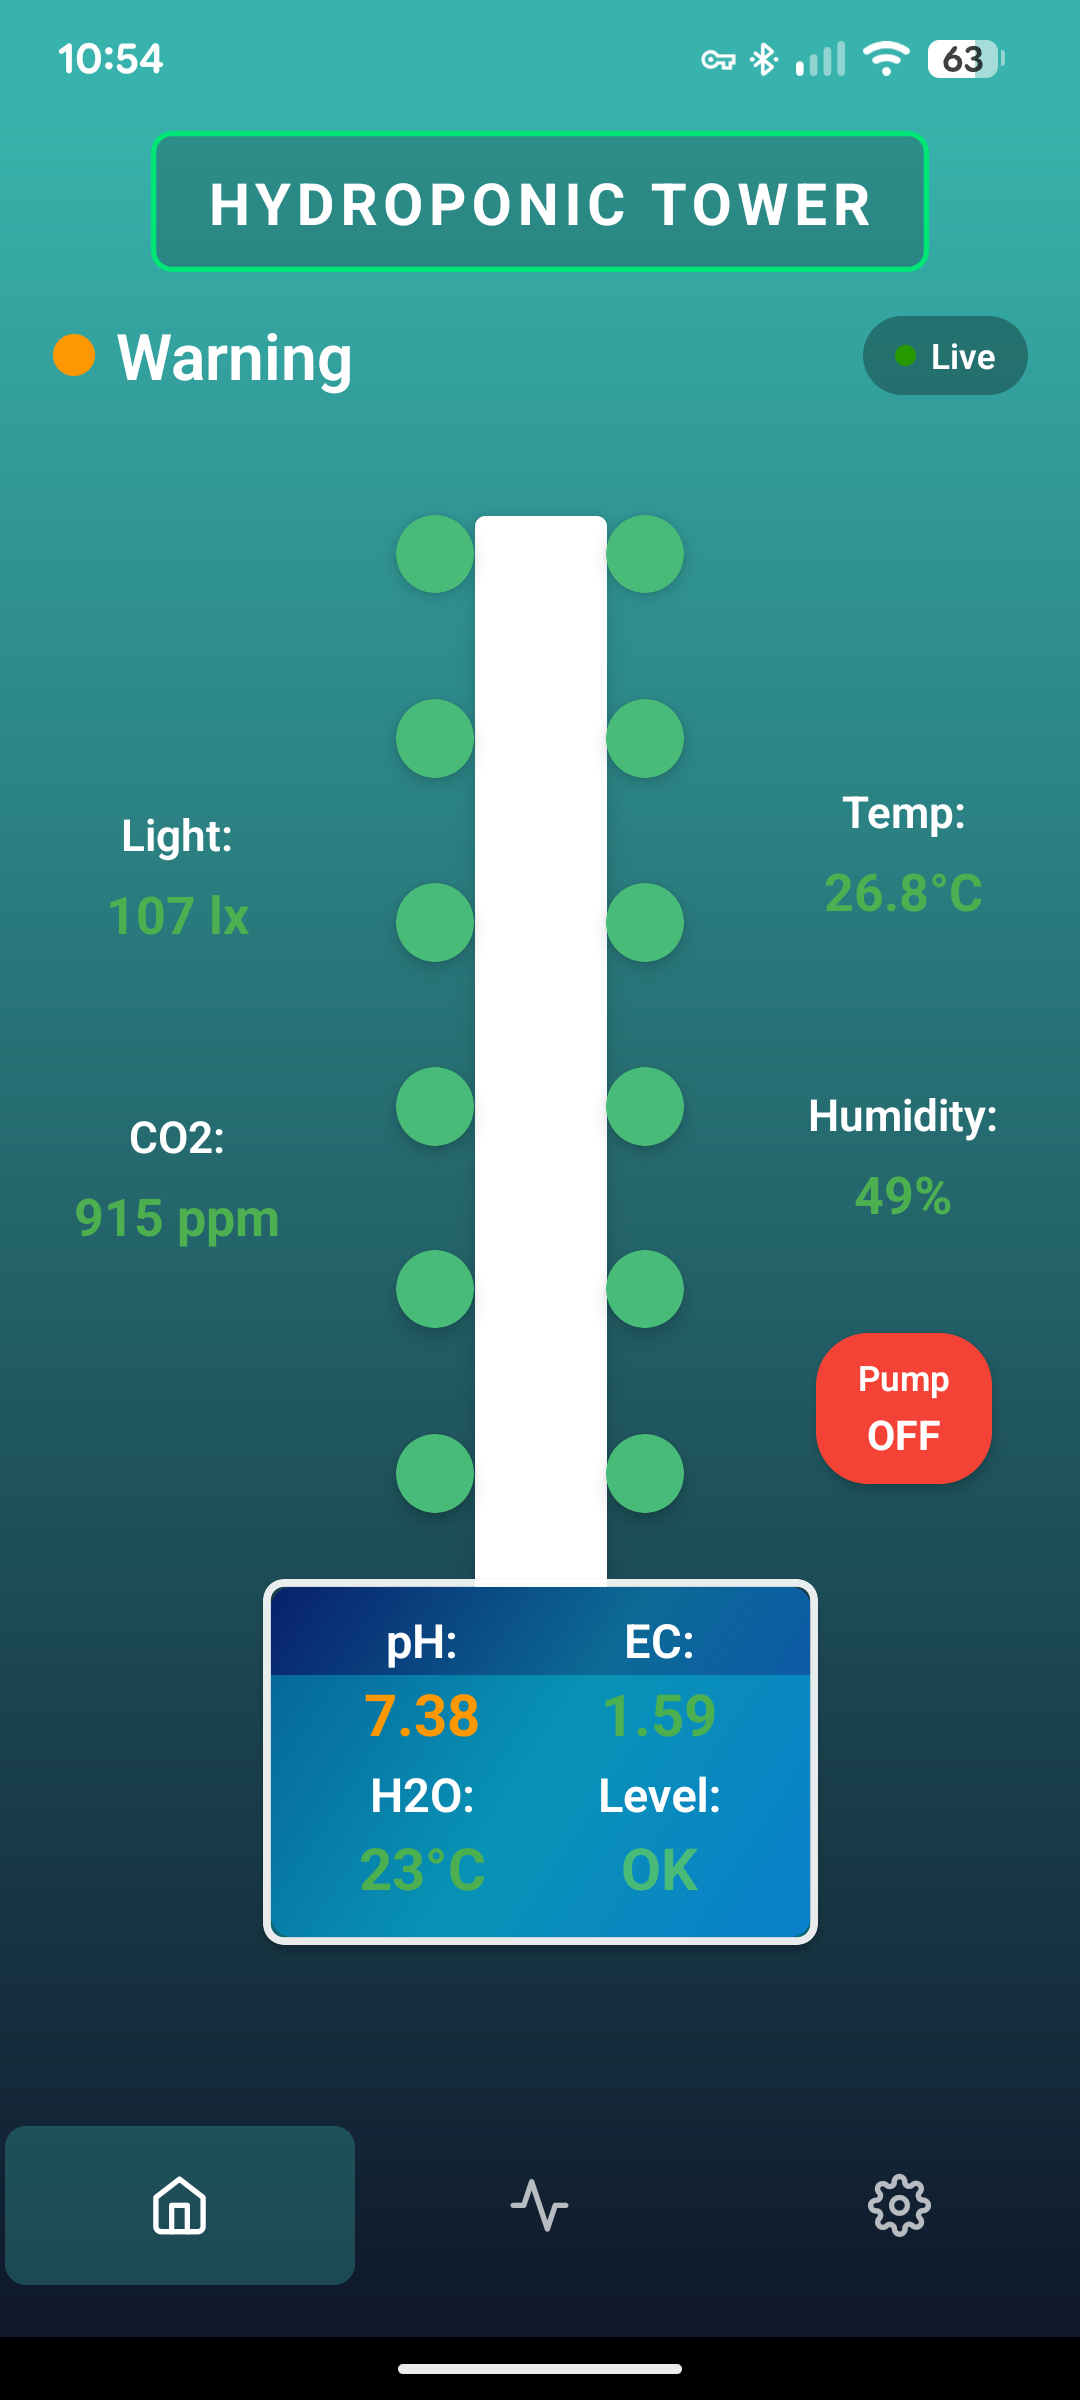 10:54
63
HYDROPONIC TOWER
Warning
Live
Light:
107 lx
Temp:
26.8°C
CO2:
915 ppm
Humidity:
49%
Pump
OFF
pH: EC:
7.38 1.59
H2O: Level:
23°C OK